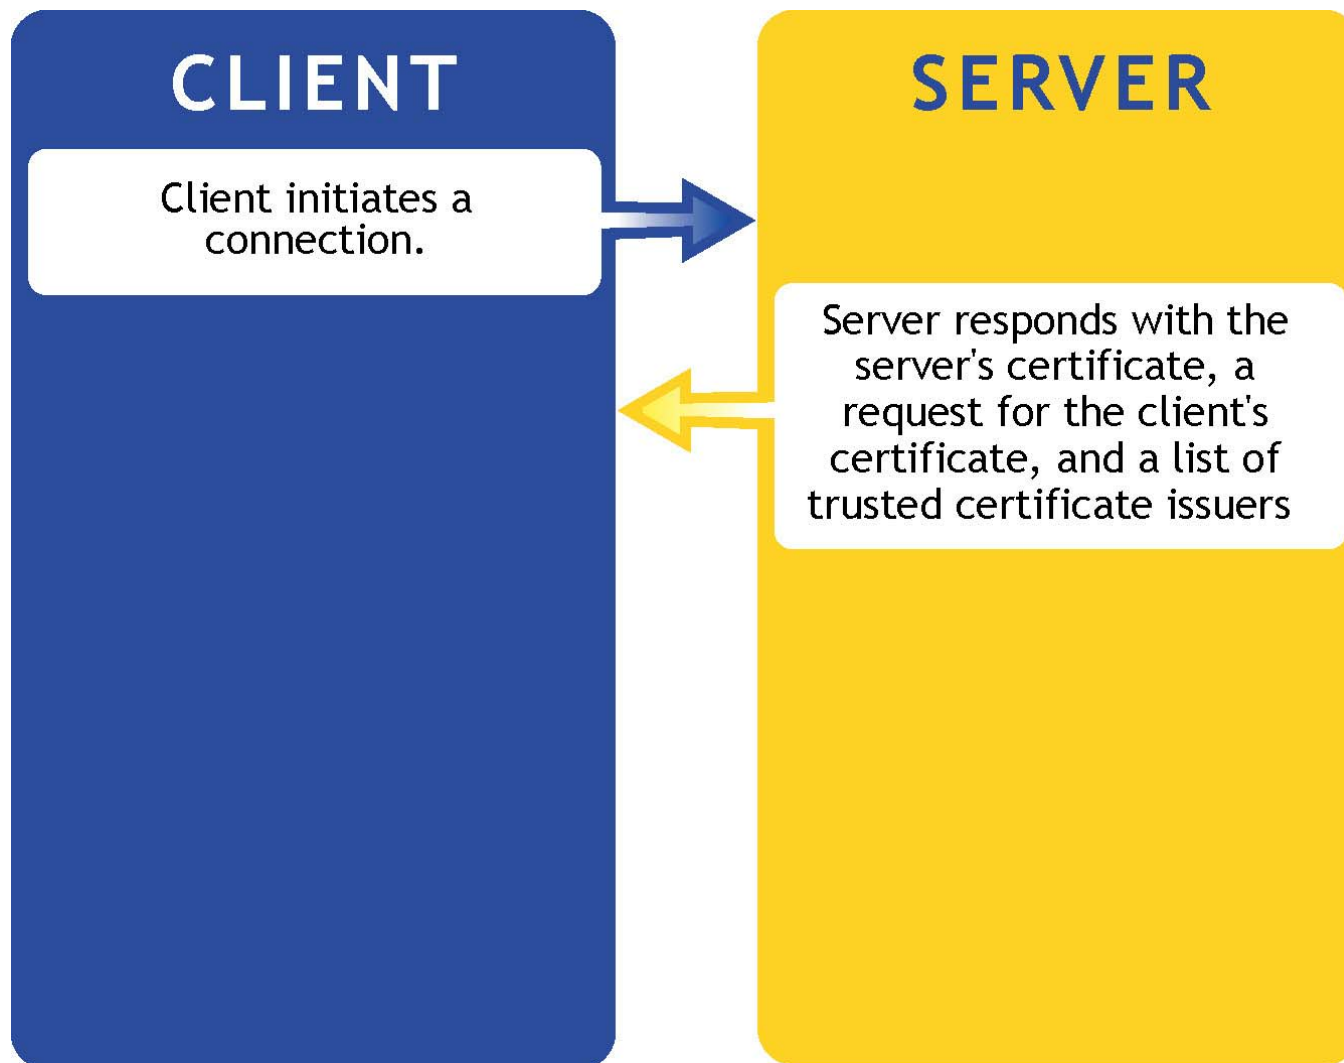 CLIENT
Client initiates a
connection.
SERVER
Server responds with the
server's certificate, a
request for the client's
certificate, and a list of
trusted certificate issuers